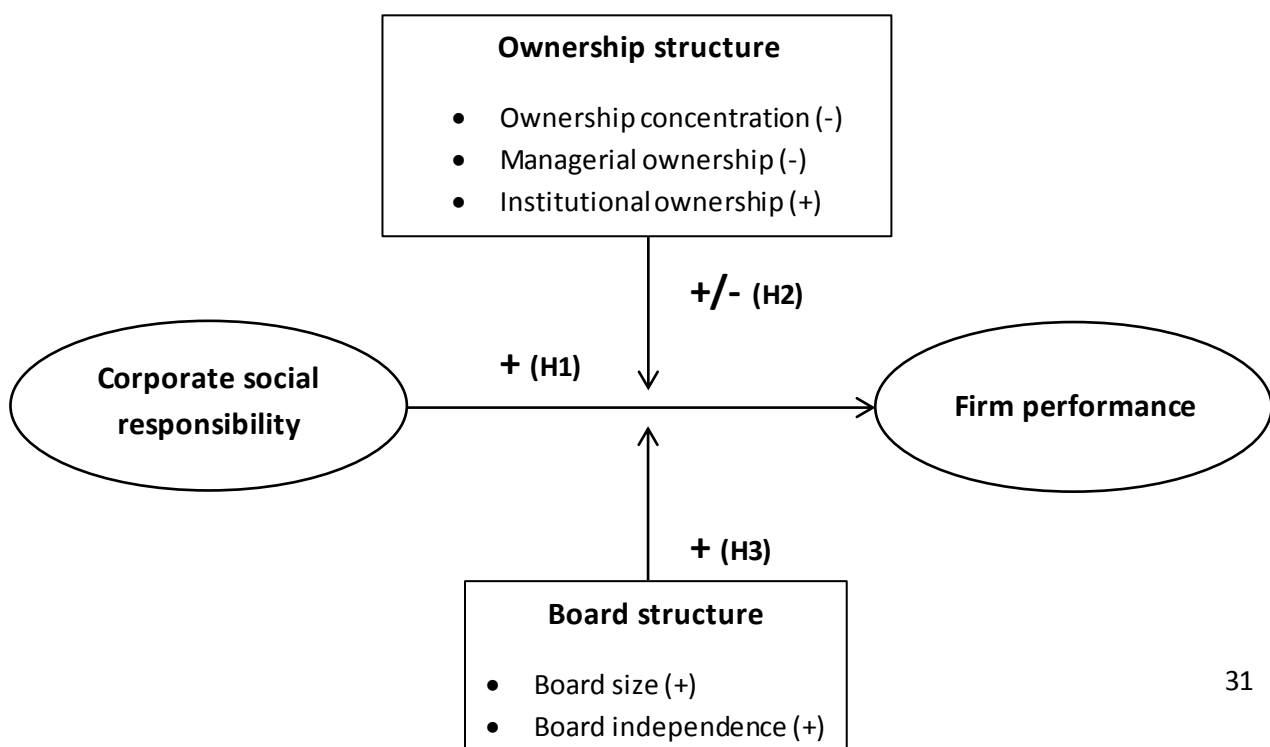 Ownership structure
• Ownership concentration (-)
• Managerial ownership (-)
• Institutional ownership (+)
+/- (H2)
+ (H1)
Corporate social
responsibility
Firm performance
+ (H3)
Board structure
• Board size (+)
• Board independence (+)
31